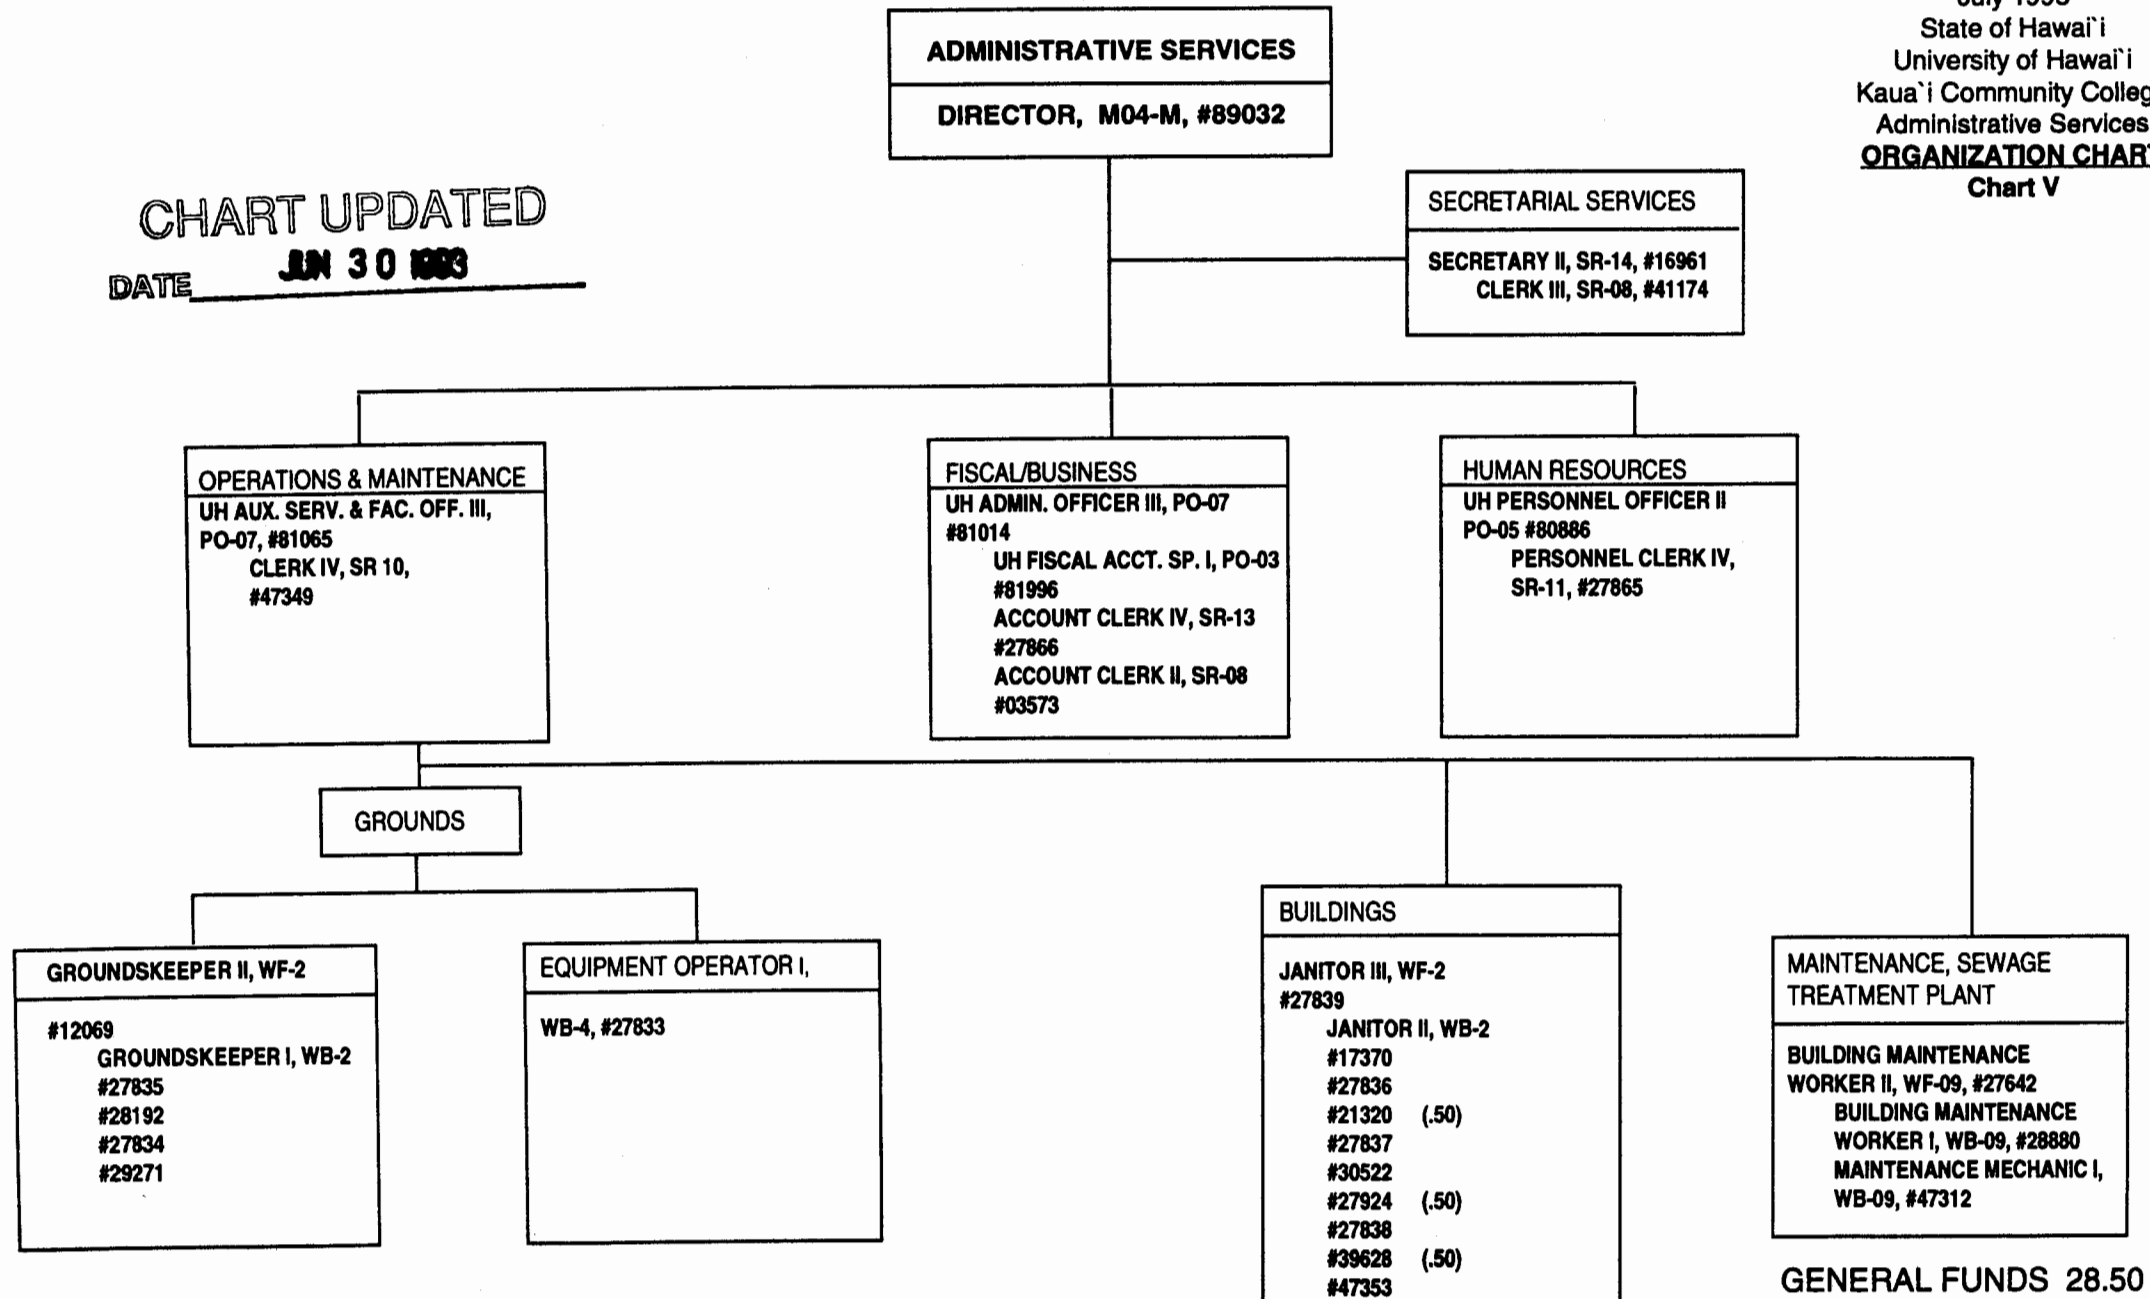 ADMINISTRATIVE SERVICES
DIRECTOR, M04-M, #89032
State of Hawai`i
University of Hawai`i
Kaua`i Community
Administrative Services
ORGANIZATION
Chart V
CHART UPDATED
DATE JUN 30 1993
SECRETARIAL SERVICES
SECRETARY II, SR-14, #16961
CLERK III, SR-08, #41174
OPERATIONS & MAINTENANCE
UH AUX. SERV. & FAC. OFF. III,
PO-07, #81065
CLERK IV, SR 10,
#47349
FISCAL/BUSINESS
UH ADMIN. OFFICER III, PO-07
#81014
UH FISCAL ACCT. SP. I, PO-03
#81996
ACCOUNT CLERK IV, SR-13
#27866
ACCOUNT CLERK II, SR-08
#03573
HUMAN RESOURCES
UH PERSONNEL OFFICER II
PO-05 #80886
PERSONNEL CLERK IV,
SR-11, #27865
GROUNDS
GROUNDSKEEPER II, WF-2
#12069
GROUNDSKEEPER I, WB-2
#27835
#28192
#27834
#29271
EQUIPMENT OPERATOR I,
WB-4, #27833
BUILDINGS
JANITOR III, WF-2
#27839
JANITOR II, WB-2
#17370
#27836
#21320 (.50)
#27837
#30522
#27924 (.50)
#27838
#39628 (.50)
#47353
MAINTENANCE, SEWAGE
TREATMENT PLANT
BUILDING MAINTENANCE
WORKER II, WF-09, #27642
BUILDING MAINTENANCE
WORKER I, WB-09, #28880
MAINTENANCE MECHANIC I,
WB-09, #47312
GENERAL FUNDS 28.50